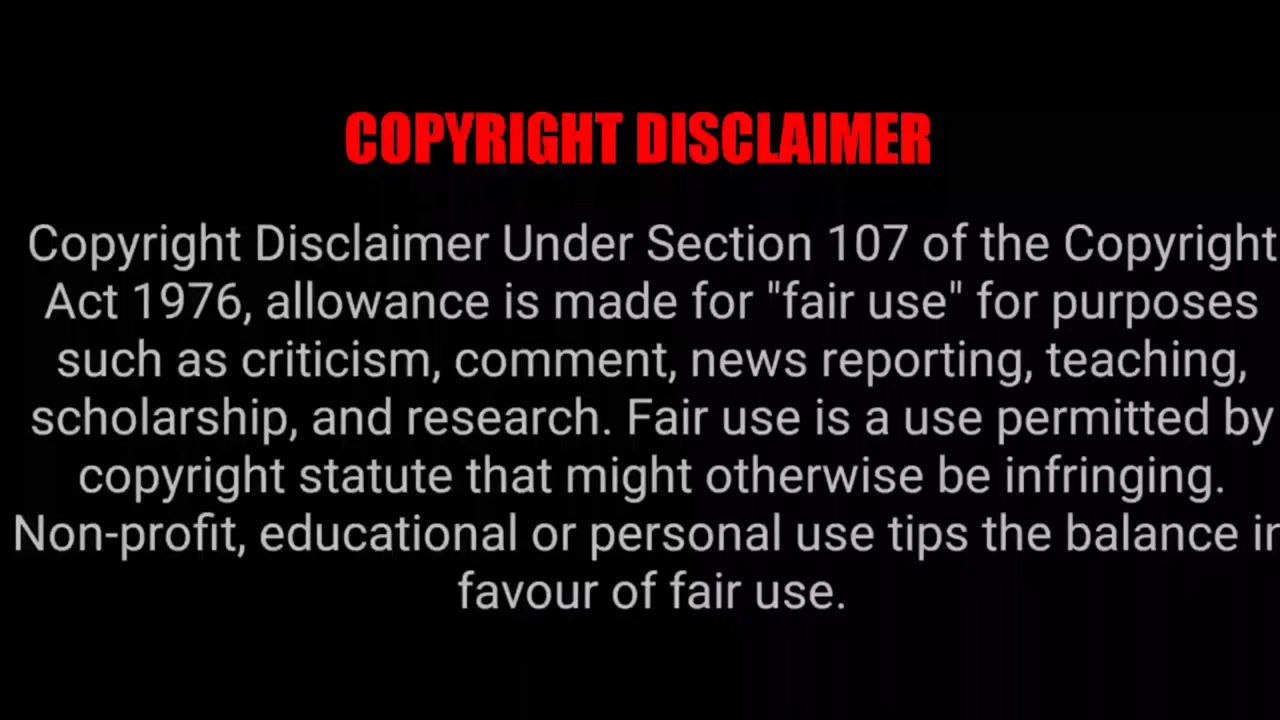 COPYRIGHT DISCLAIMER
Copyright Disclaimer Under Section 107 of the Copyright
Act 1976, allowance is made for "fair use" for purposes
such as criticism, comment, news reporting, teaching,
scholarship, and research. Fair use is a use permitted by
copyright statute that might otherwise be infringing.
Non-profit, educational or personal use tips the balance in
favour of fair use.